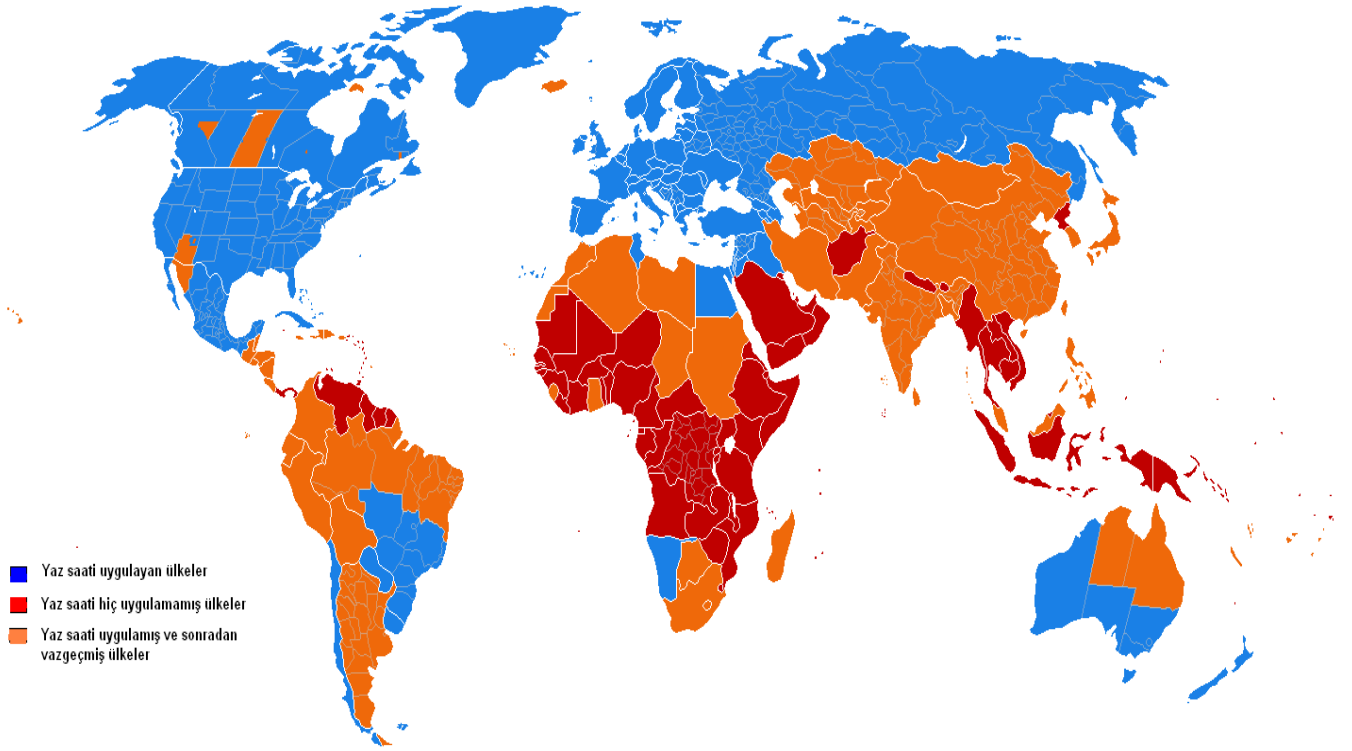 Yaz saati uygulayan ülkeler
Yaz saati hiç uygulamamış ülkeler
Yaz saati uygulamış ve sonradan
vazgeçmiş ülkeler